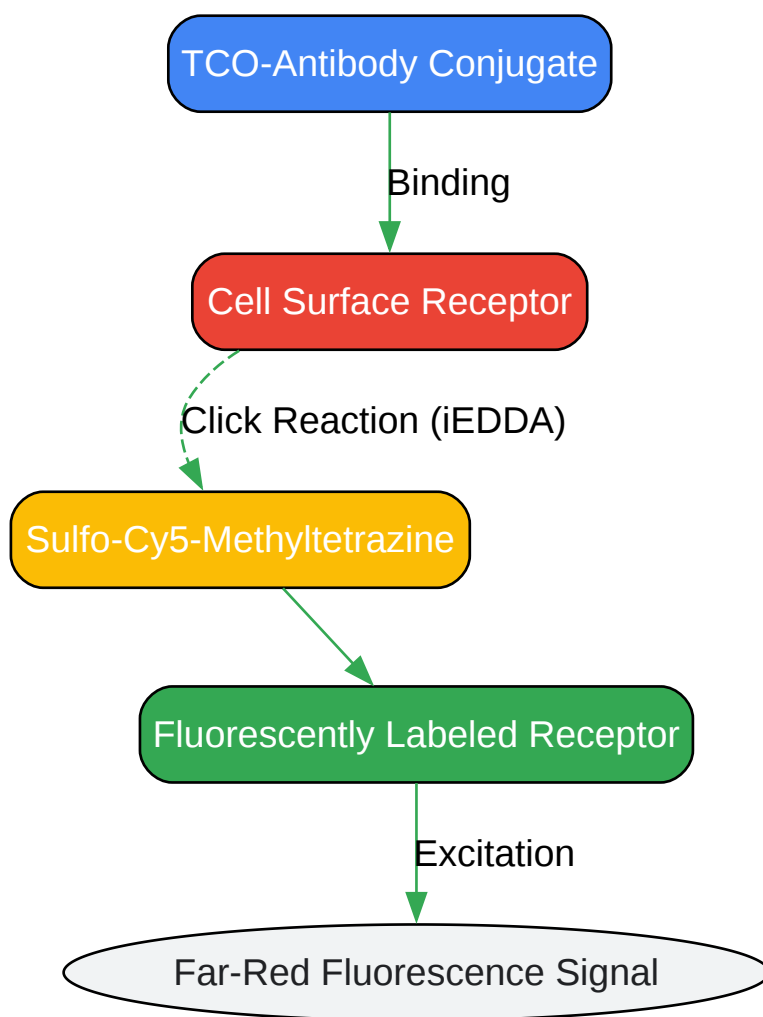 TCO-Antibody Conjugate
Binding
Cell Surface Receptor
Click Reaction (iEDDA)
Sulfo-Cy5-Methyltetrazine
Fluorescently Labeled Receptor
Excitation
Far-Red Fluorescence Signal